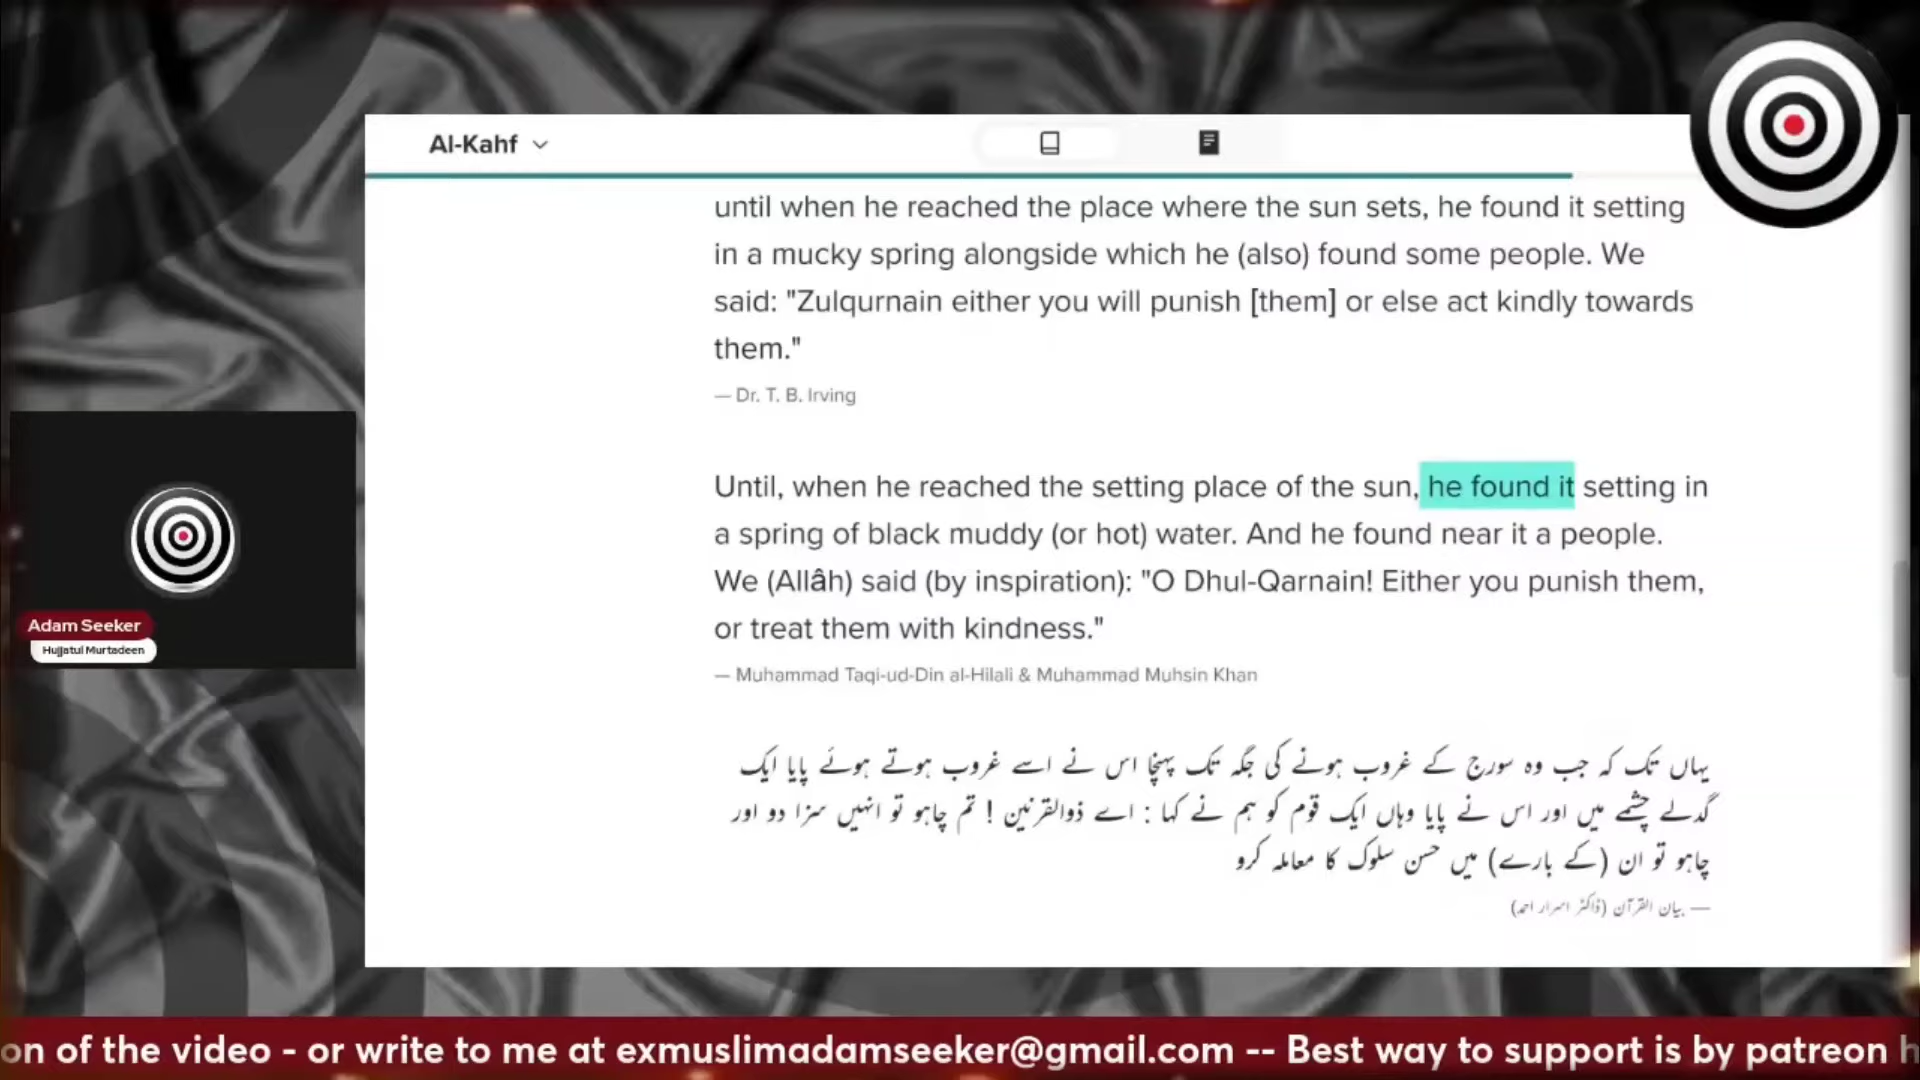 Al-Kahf
until when he reached the place where the sun sets, he found it setting
in a mucky spring alongside which he (also) found some people. We
said: "Zulqurnain either you will punish [them] or else act kindly towards
them."
— Dr. T. B. Irving
Until, when he reached the setting place of the sun, he found it setting in
a spring of black muddy (or hot) water. And he found near it a people.
We (Allâh) said (by inspiration): "O Dhul-Qarnain! Either you punish them,
or treat them with kindness."
— Muhammad Taqi-ud-Din al-Hilali & Muhammad Muhsin Khan
یہاں تک کہ جب وہ سورج کے غروب ہونے کی جگہ تک پہنچا اس نے اسے غروب ہوتے ہوئے پایا ایک
گدلے چشمے میں اور اس نے پایا وہاں ایک قوم کو ہم نے کہا : اے ذوالقرنین ! تم چاہو تو انہیں سزا دو اور
چاہو تو ان (کے بارے) میں حسن سلوک کا معاملہ کرو
— بیان القرآن (ڈاکٹر اسرار احمد)
Adam Seeker
Hujjatul Murtadeen
on of the video - or write to me at exmuslimadamseeker@gmail.com -- Best way to support is by patreon h